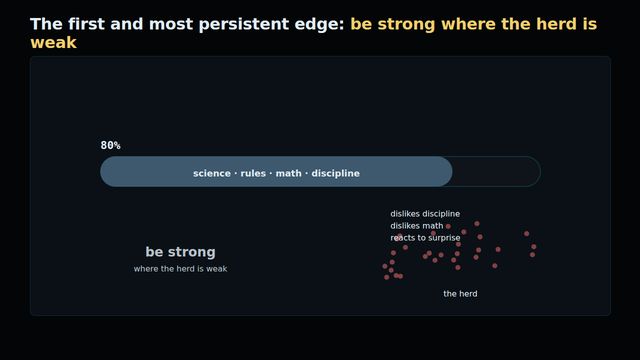 The first and most persistent edge: be strong where the herd is
weak
80%
science · rules · math · discipline
dislikes discipline
dislikes math
reacts to surprise
be strong
where the herd is weak
the herd